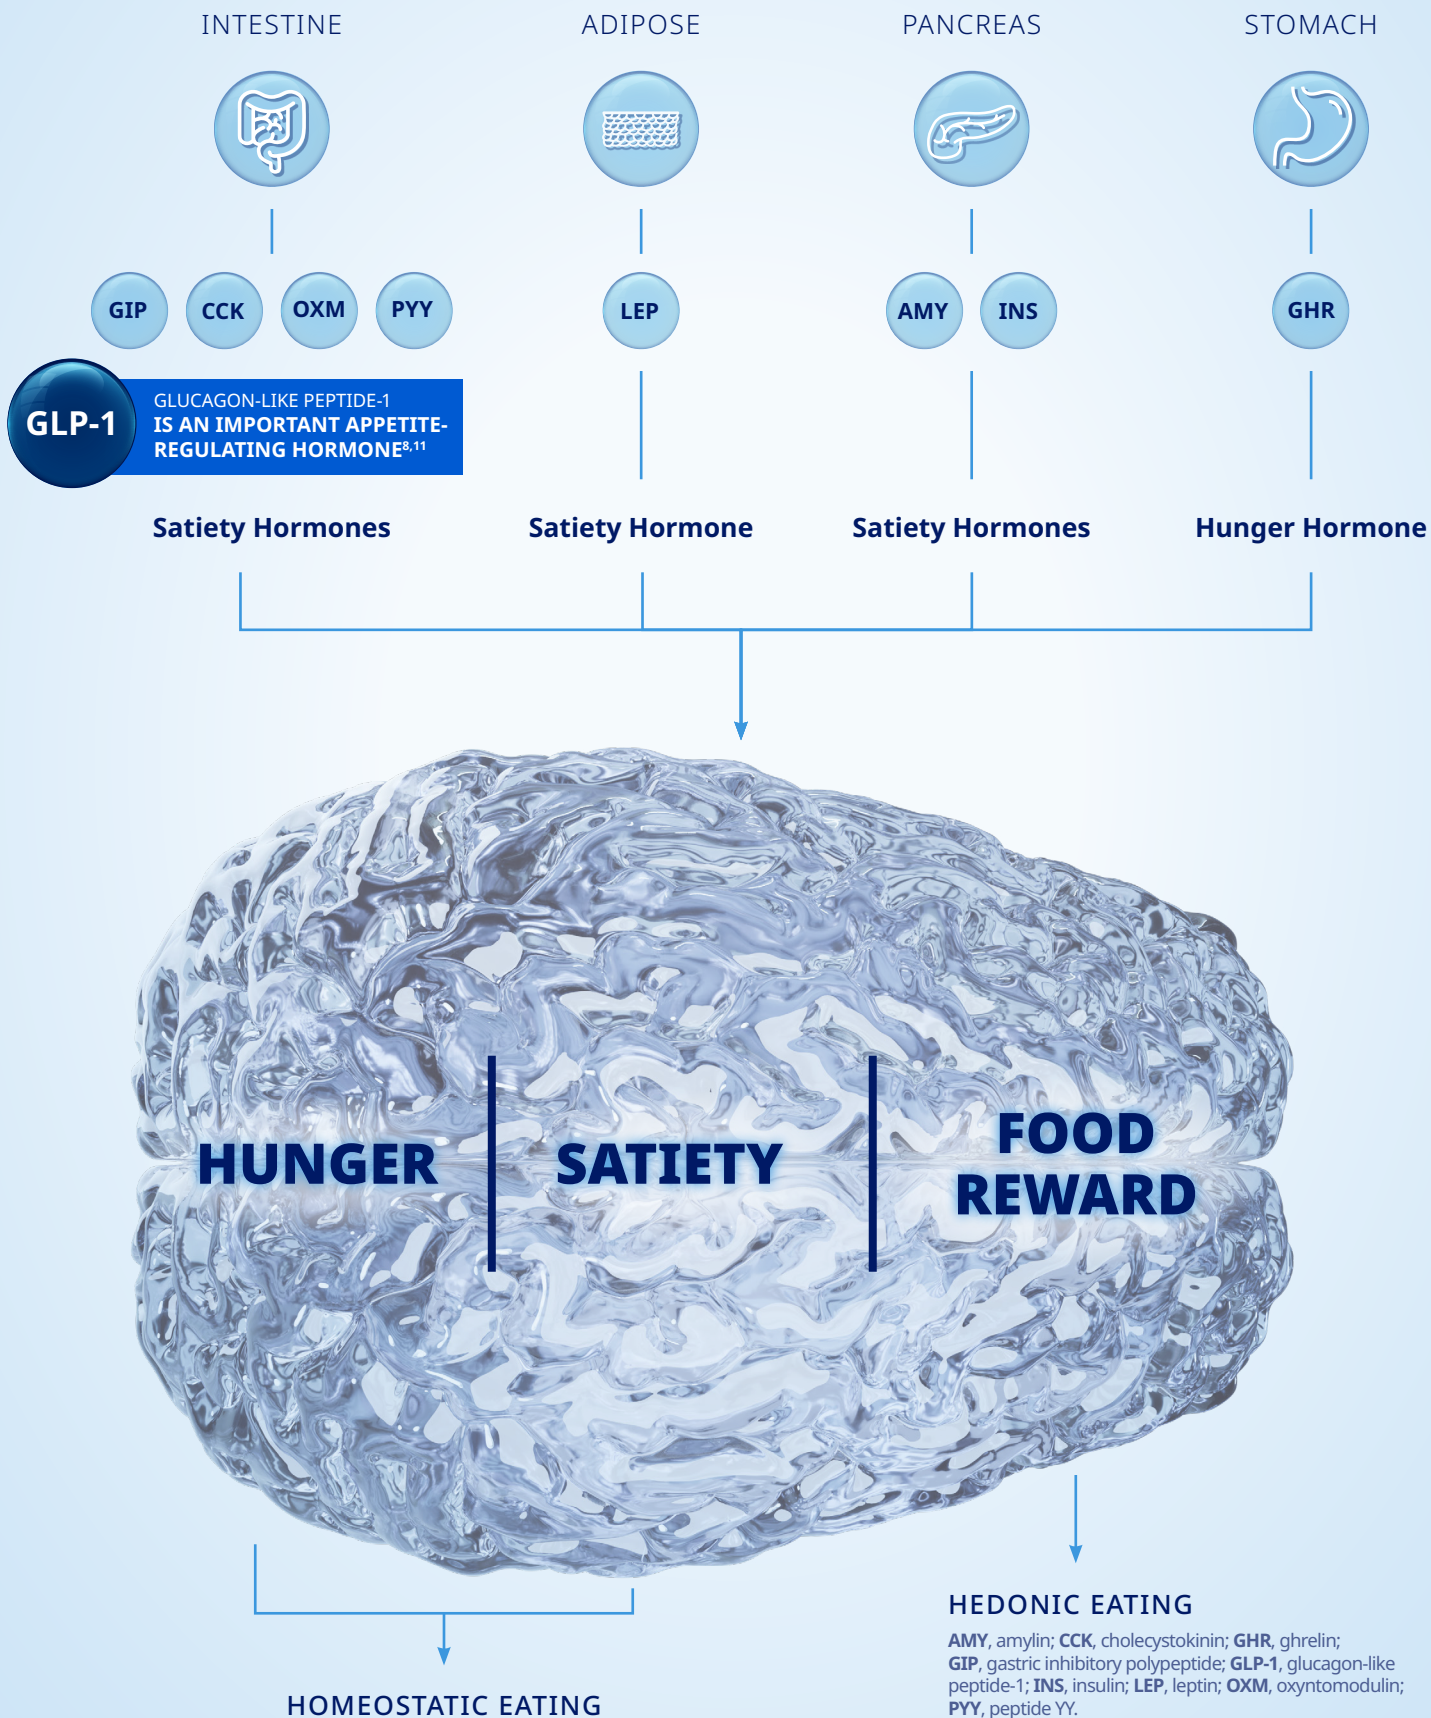 INTESTINE
ADIPOSE
PANCREAS
STOMACH
GIP
CCK
OXM
PYY
LEP
AMY
INS
GHR
GLP-1
GLUCAGON-LIKE PEPTIDE-1
IS AN IMPORTANT APPETITE-
REGULATING HORMONE8,11
Satiety Hormones
Satiety Hormone
Satiety Hormones
Hunger Hormone
HUNGER
SATIETY
FOOD
REWARD
HEDONIC EATING
AMY, amylin; CCK, cholecystokinin; GHR, ghrelin;
GIP, gastric inhibitory polypeptide; GLP-1, glucagon-like
peptide-1; INS, insulin; LEP, leptin; OXM, oxyntomodulin;
PYY, peptide YY.
HOMEOSTATIC EATING